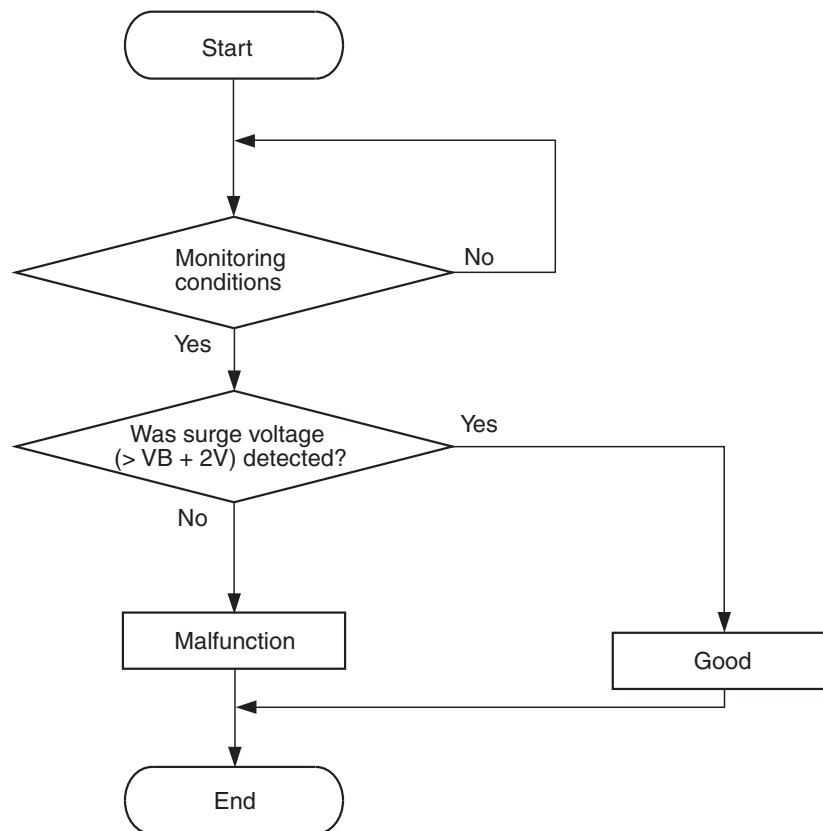 Start
Monitoring
conditions
No
Yes
Was surge voltage
(> VB + 2V) detected?
Yes
No
Malfunction
Good
End